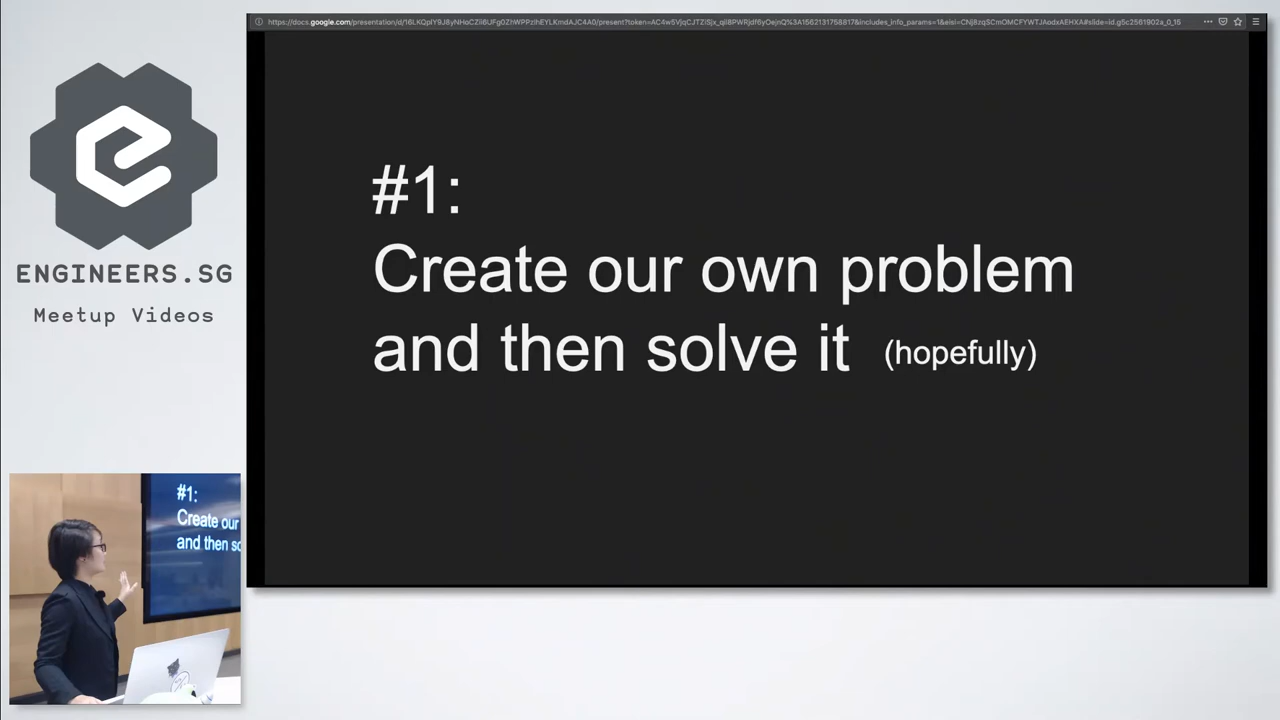 ENGINEERS.SG
Meetup Videos
#1:
Create our own problem
and then solve it (hopefully)
#1:
Create our
and then so